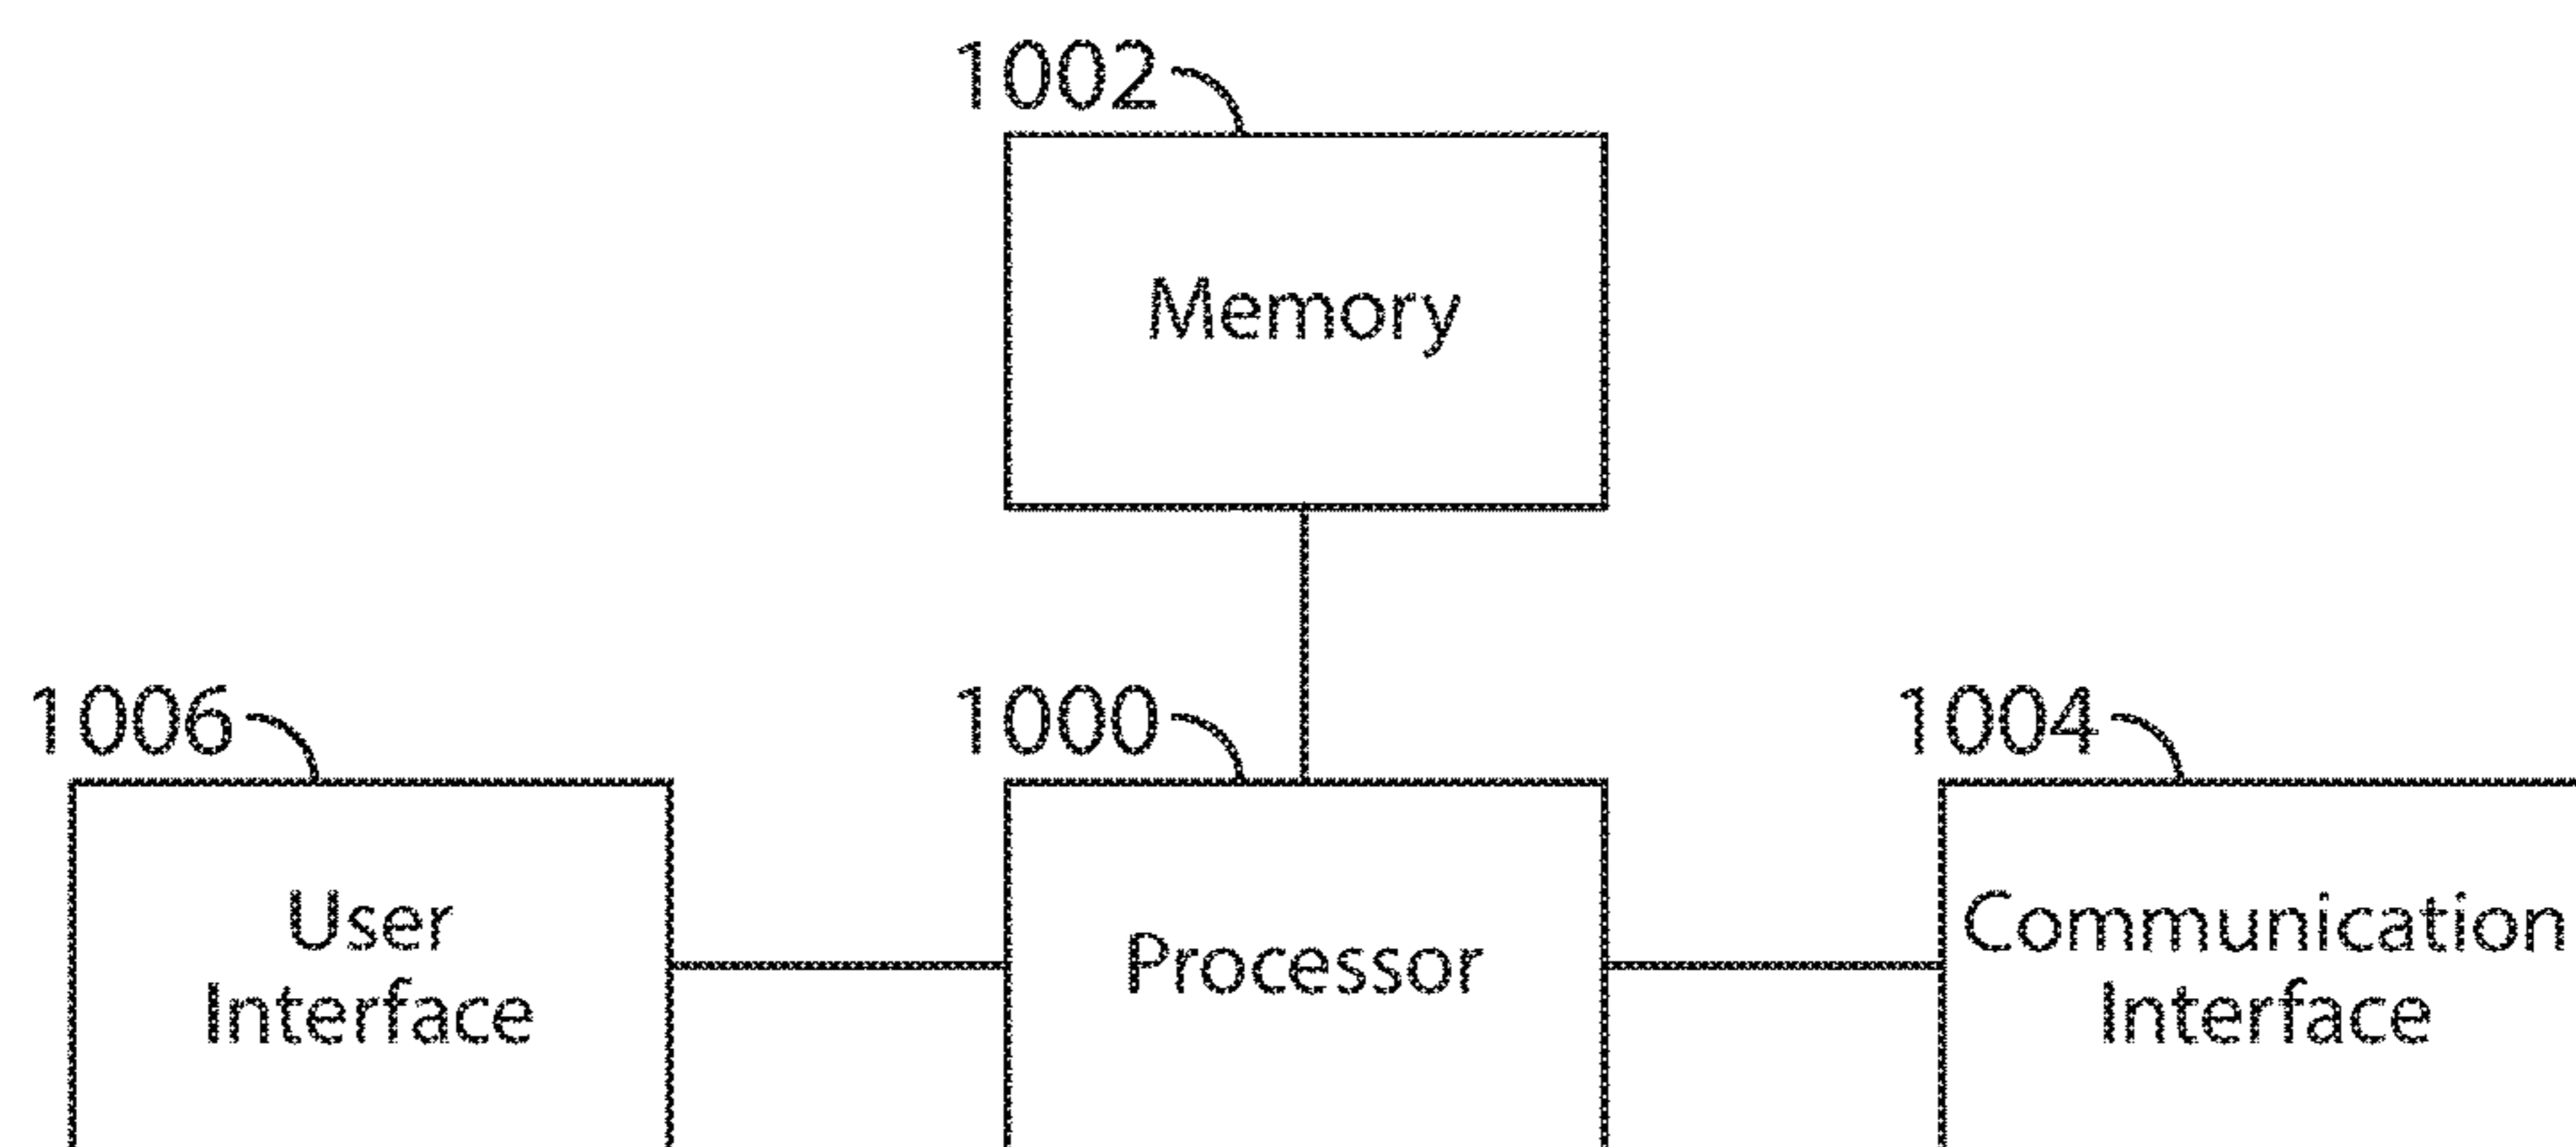 1002
Memory
1006
1000
1004
User
Interface
Processor
Communication
Interface